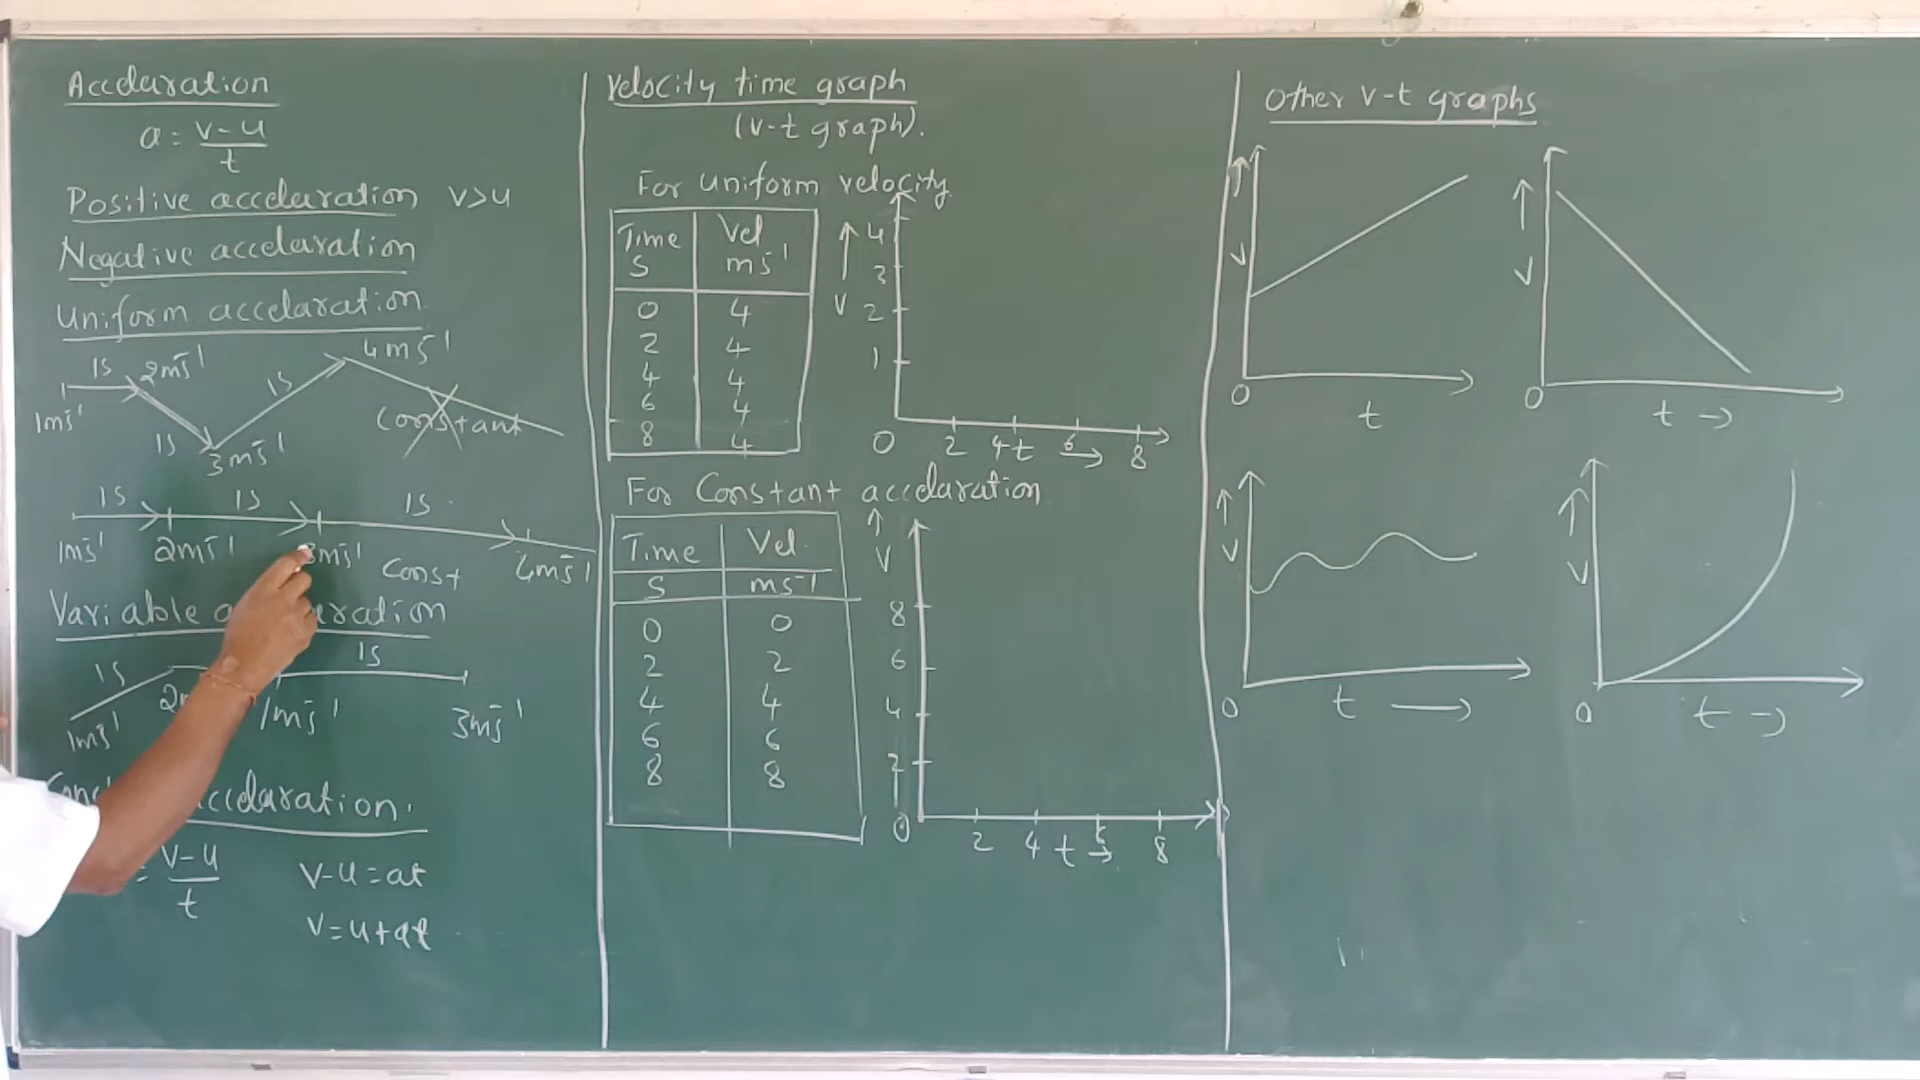 Accelaration
a = v-u
t
Positive accelaration v>u
Negative accelaration
Uniform accelaration
1s 2ms-1 1s 4ms-1
1ms-1 1s 3ms-1 constant
1s 1s 1s
1ms-1 2ms-1 3ms-1 const 4ms-1
Variable
1s 1s
1ms-1 1ms-1 3ms-1
= v-u
t
v-u = at
v = u+at
Velocity time graph
(v-t graph).
For uniform velocity
Time Vel
S ms-1
0 4
2 4
4 4
6 4
8 4
4
3
v 2
1
0 2 4 t 6 8
For Constant accelaration
Time Vel
S ms-1
0 0
2 2
4 4
6 6
8 8
v
8
6
4
2
0 2 4 t 6 8
Other v-t graphs
v
0 t
v
0 t
v
0 t
v
0 t